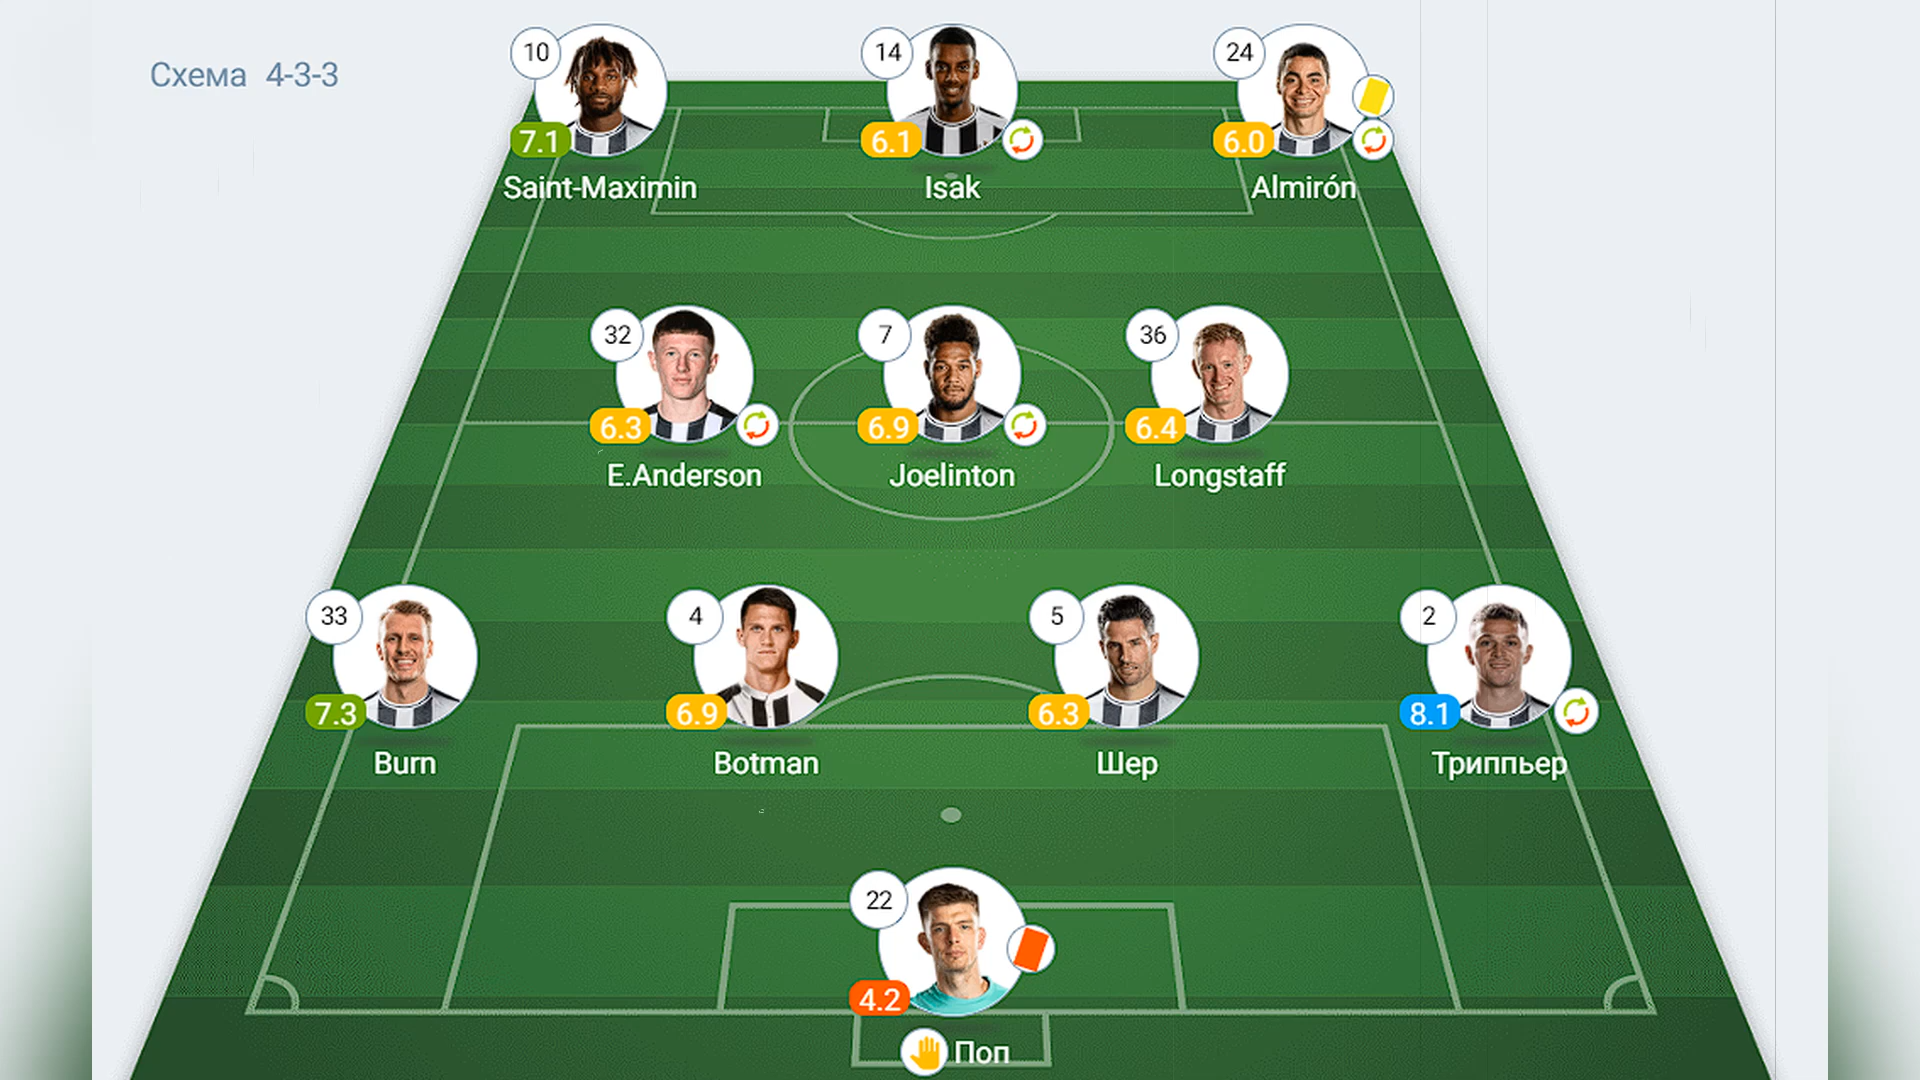 Схема 4-3-3
10
14
24
7.1
6.1
6.0
Saint-Maximin
Isak
Almirón
32
7
36
6.3
6.9
6.4
E.Anderson
Joelinton
Longstaff
33
4
5
2
7.3
6.9
6.3
8.1
Burn
Botman
Шер
Триппьер
22
4.2
Поп